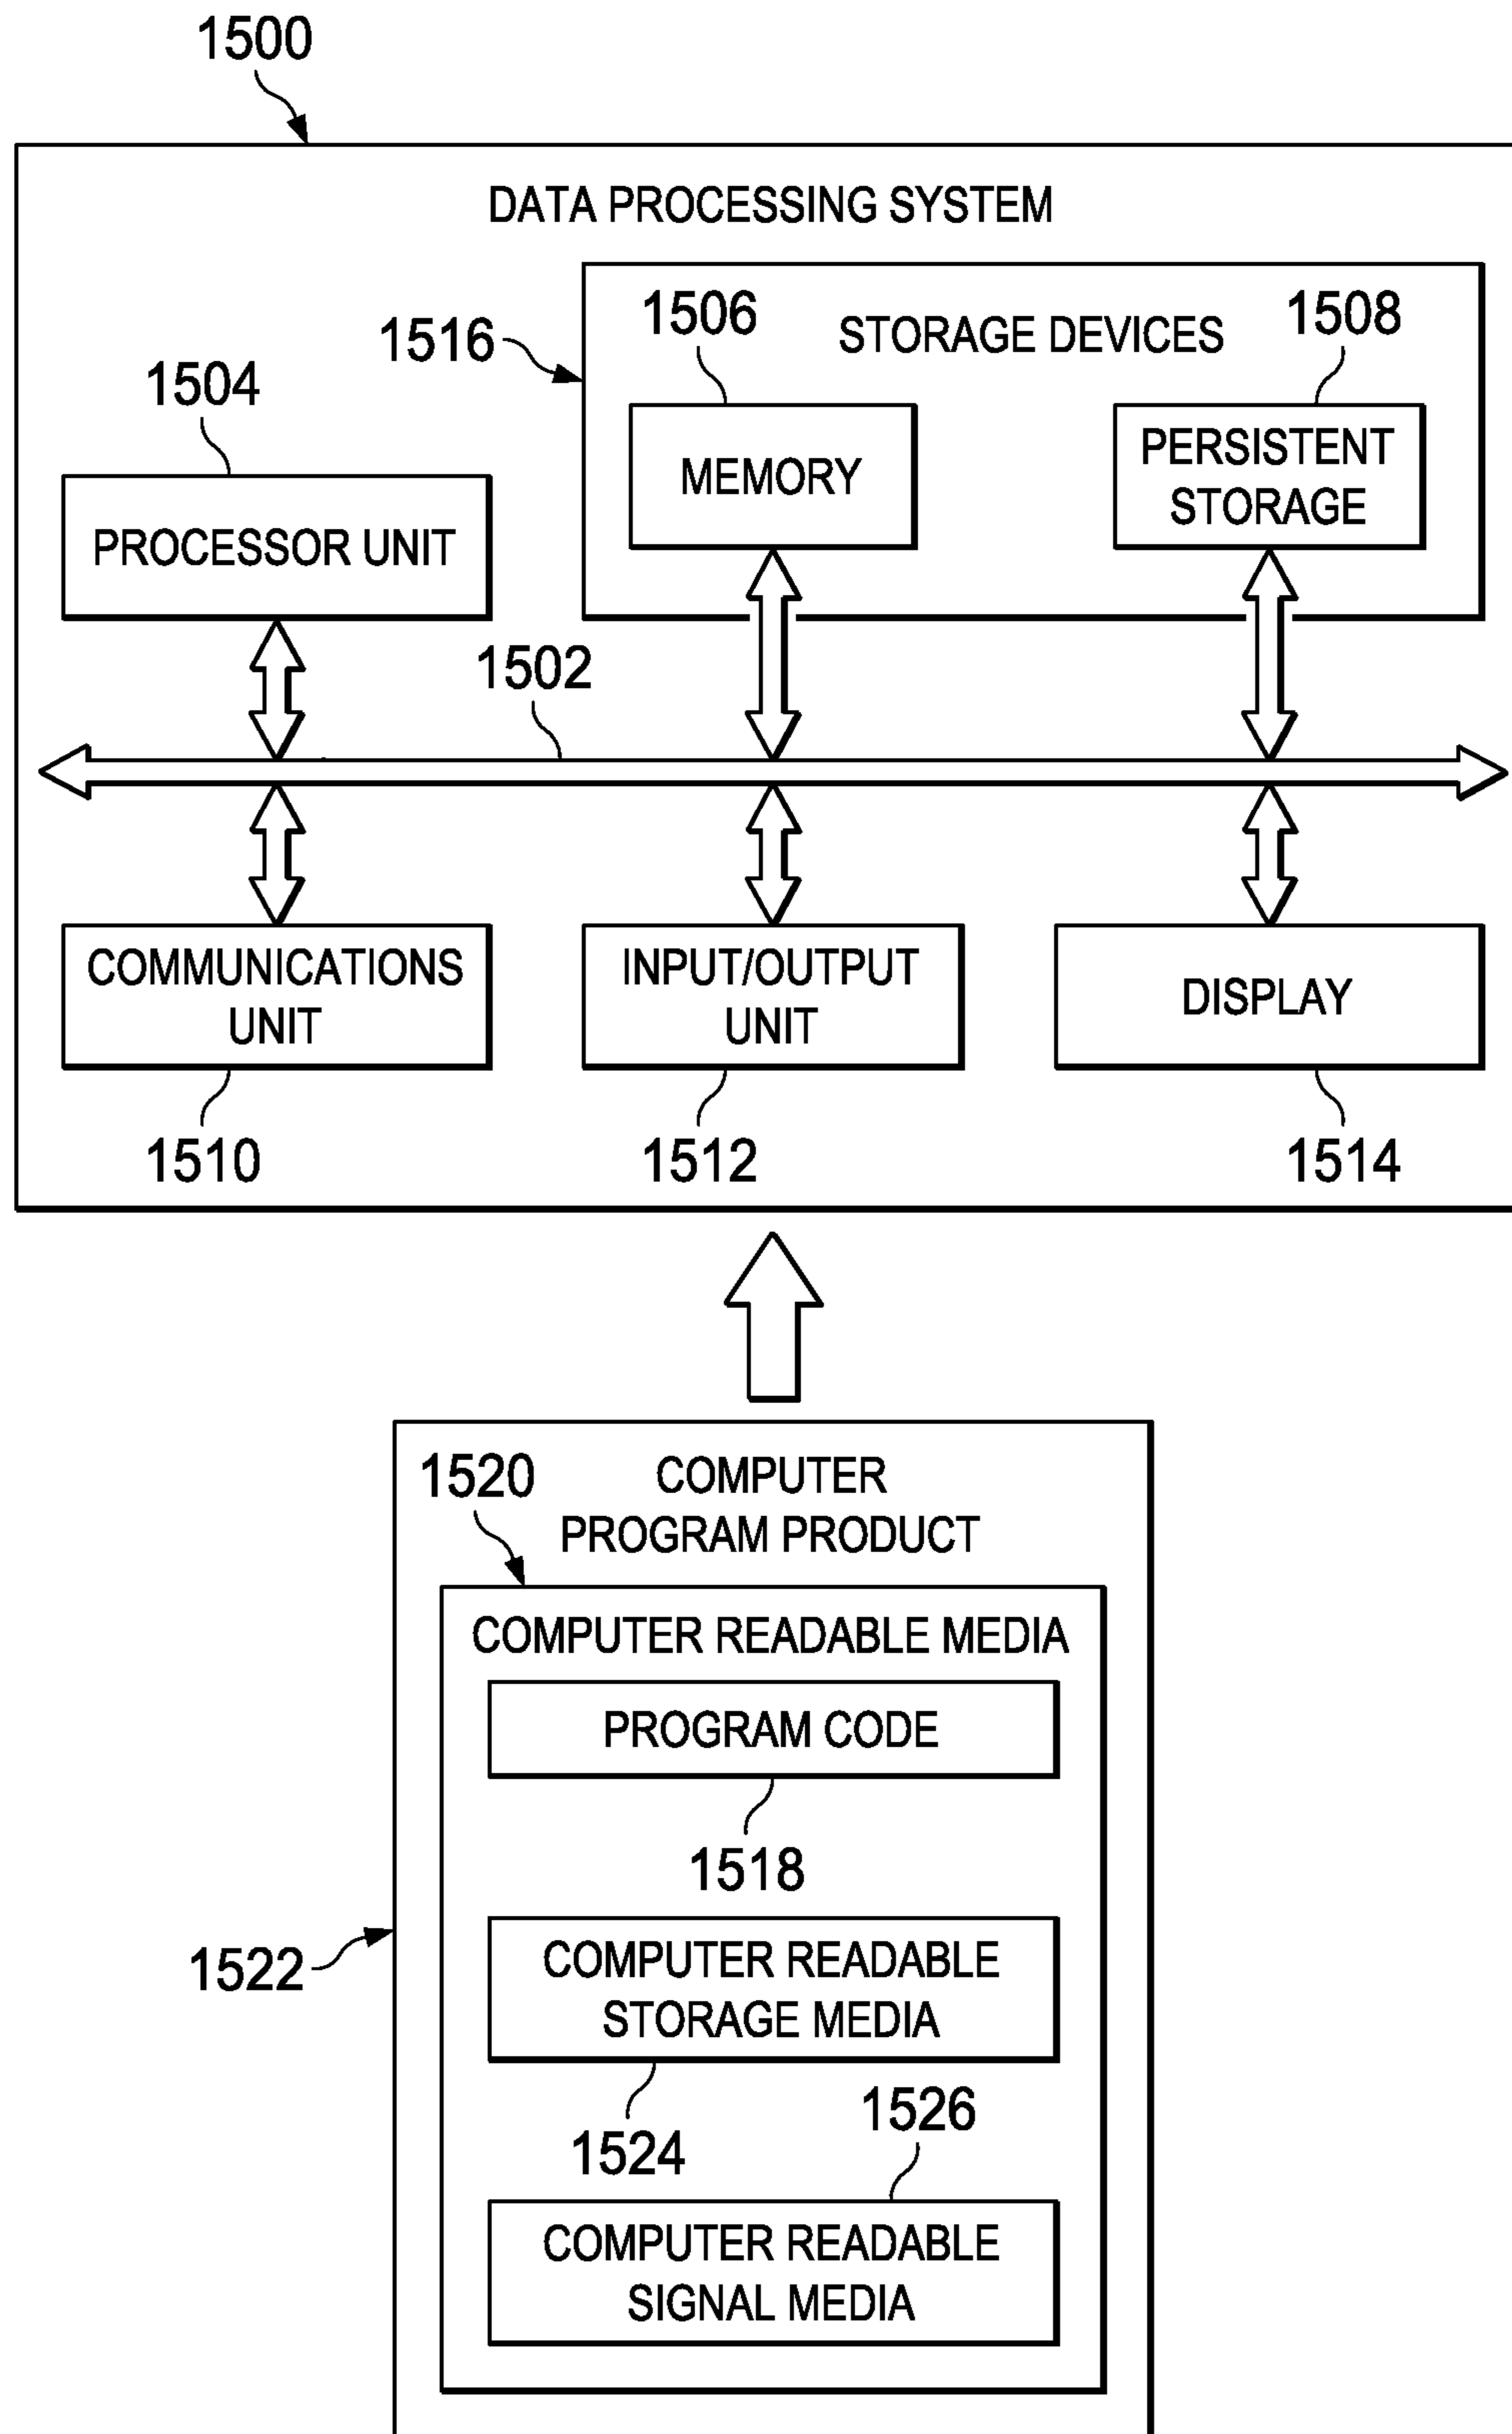 1500
DATA PROCESSING SYSTEM
1516
1506
STORAGE DEVICES
1508
1504
MEMORY
PERSISTENT
STORAGE
PROCESSOR UNIT
1502
COMMUNICATIONS
UNIT
INPUT/OUTPUT
UNIT
DISPLAY
1510
1512
1514
1520
COMPUTER
PROGRAM PRODUCT
COMPUTER READABLE MEDIA
PROGRAM CODE
1518
1522
COMPUTER READABLE
STORAGE MEDIA
1524
1526
COMPUTER READABLE
SIGNAL MEDIA